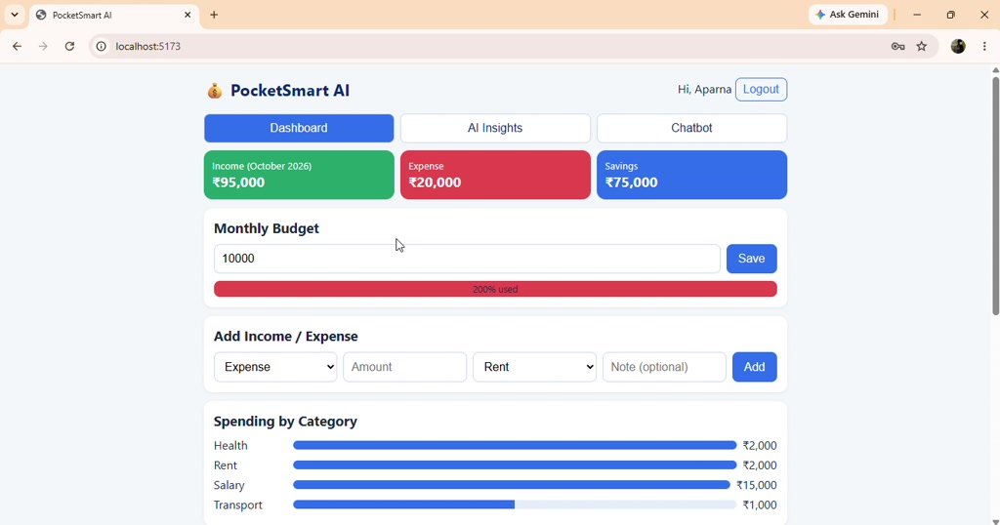 PocketSmart AI
Ask Gemini
localhost:5173
PocketSmart AI
Hi, Aparna Logout
Dashboard AI Insights Chatbot
Income (October 2026) Expense Savings
₹95,000 ₹20,000 ₹75,000
Monthly Budget
10000 Save
200% used
Add Income / Expense
Expense Amount Rent Note (optional) Add
Spending by Category
Health ₹2,000
Rent ₹2,000
Salary ₹15,000
Transport ₹1,000